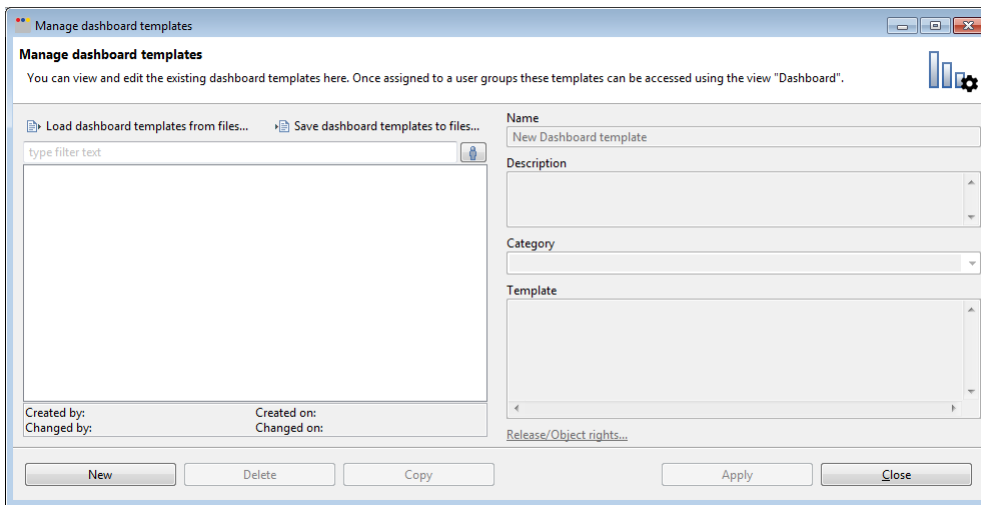 Manage dashboard templates
Manage dashboard templates
You can view and edit the existing dashboard templates here. Once assigned to a user groups these templates can be accessed using the view "Dashboard".
Load dashboard templates from files...
Save dashboard templates to files...
type filter text
Created by:
Created on:
Changed by:
Changed on:
Name
New Dashboard template
Description
Category
Template
Release/Object rights...
New
Delete
Copy
Apply
Close